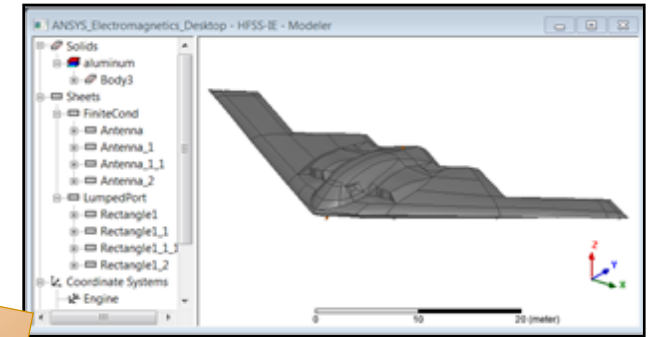 ANSYS_Electromagnetics_Desktop - HFSS-IE - Modeler
Solids
aluminum
Body3
Sheets
FiniteCond
Antenna
Antenna_1
Antenna_1_1
Antenna_2
LumpedPort
Rectangle1
Rectangle1_1
Rectangle1_1_1
Rectangle1_2
Coordinate Systems
Engine
Z
Y
X
0 10 20 (meter)